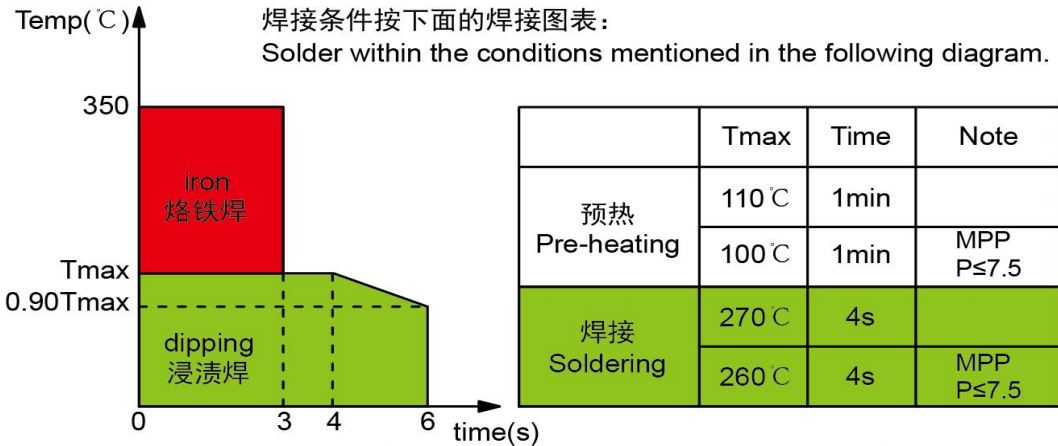 Temp(℃)
焊接条件按下面的焊接图表：
Solder within the conditions mentioned in the following diagram.
350
iron
烙铁焊
Tmax
0.90Tmax
dipping
浸渍焊
0
3
4
6
time(s)
Tmax
Time
Note
预热
Pre-heating
110℃
1min
100℃
1min
MPP
P≤7.5
焊接
Soldering
270℃
4s
260℃
4s
MPP
P≤7.5